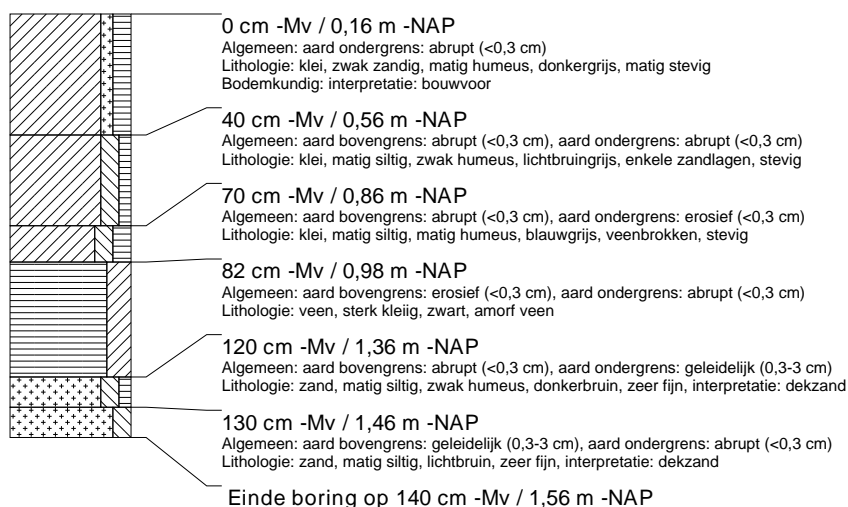 0 cm -Mv / 0,16 m -NAP
Algemeen: aard ondergrens: abrupt (<0,3 cm)
Lithologie: klei, zwak zandig, matig humeus, donkergrijs, matig stevig
Bodemkundig: interpretatie: bouwvoor
40 cm -Mv / 0,56 m -NAP
Algemeen: aard bovengrens: abrupt (<0,3 cm), aard ondergrens: abrupt (<0,3 cm)
Lithologie: klei, matig siltig, zwak humeus, lichtbruingrijs, enkele zandlagen, stevig
70 cm -Mv / 0,86 m -NAP
Algemeen: aard bovengrens: abrupt (<0,3 cm), aard ondergrens: erosief (<0,3 cm)
Lithologie: klei, matig siltig, matig humeus, blauwgrijs, veenbrokken, stevig
82 cm -Mv / 0,98 m -NAP
Algemeen: aard bovengrens: erosief (<0,3 cm), aard ondergrens: abrupt (<0,3 cm)
Lithologie: veen, sterk kleiig, zwart, amorf veen
120 cm -Mv / 1,36 m -NAP
Algemeen: aard bovengrens: abrupt (<0,3 cm), aard ondergrens: geleidelijk (0,3-3 cm)
Lithologie: zand, matig siltig, zwak humeus, donkerbruin, zeer fijn, interpretatie: dekzand
130 cm -Mv / 1,46 m -NAP
Algemeen: aard bovengrens: geleidelijk (0,3-3 cm), aard ondergrens: abrupt (<0,3 cm)
Lithologie: zand, matig siltig, lichtbruin, zeer fijn, interpretatie: dekzand
Einde boring op 140 cm -Mv / 1,56 m -NAP